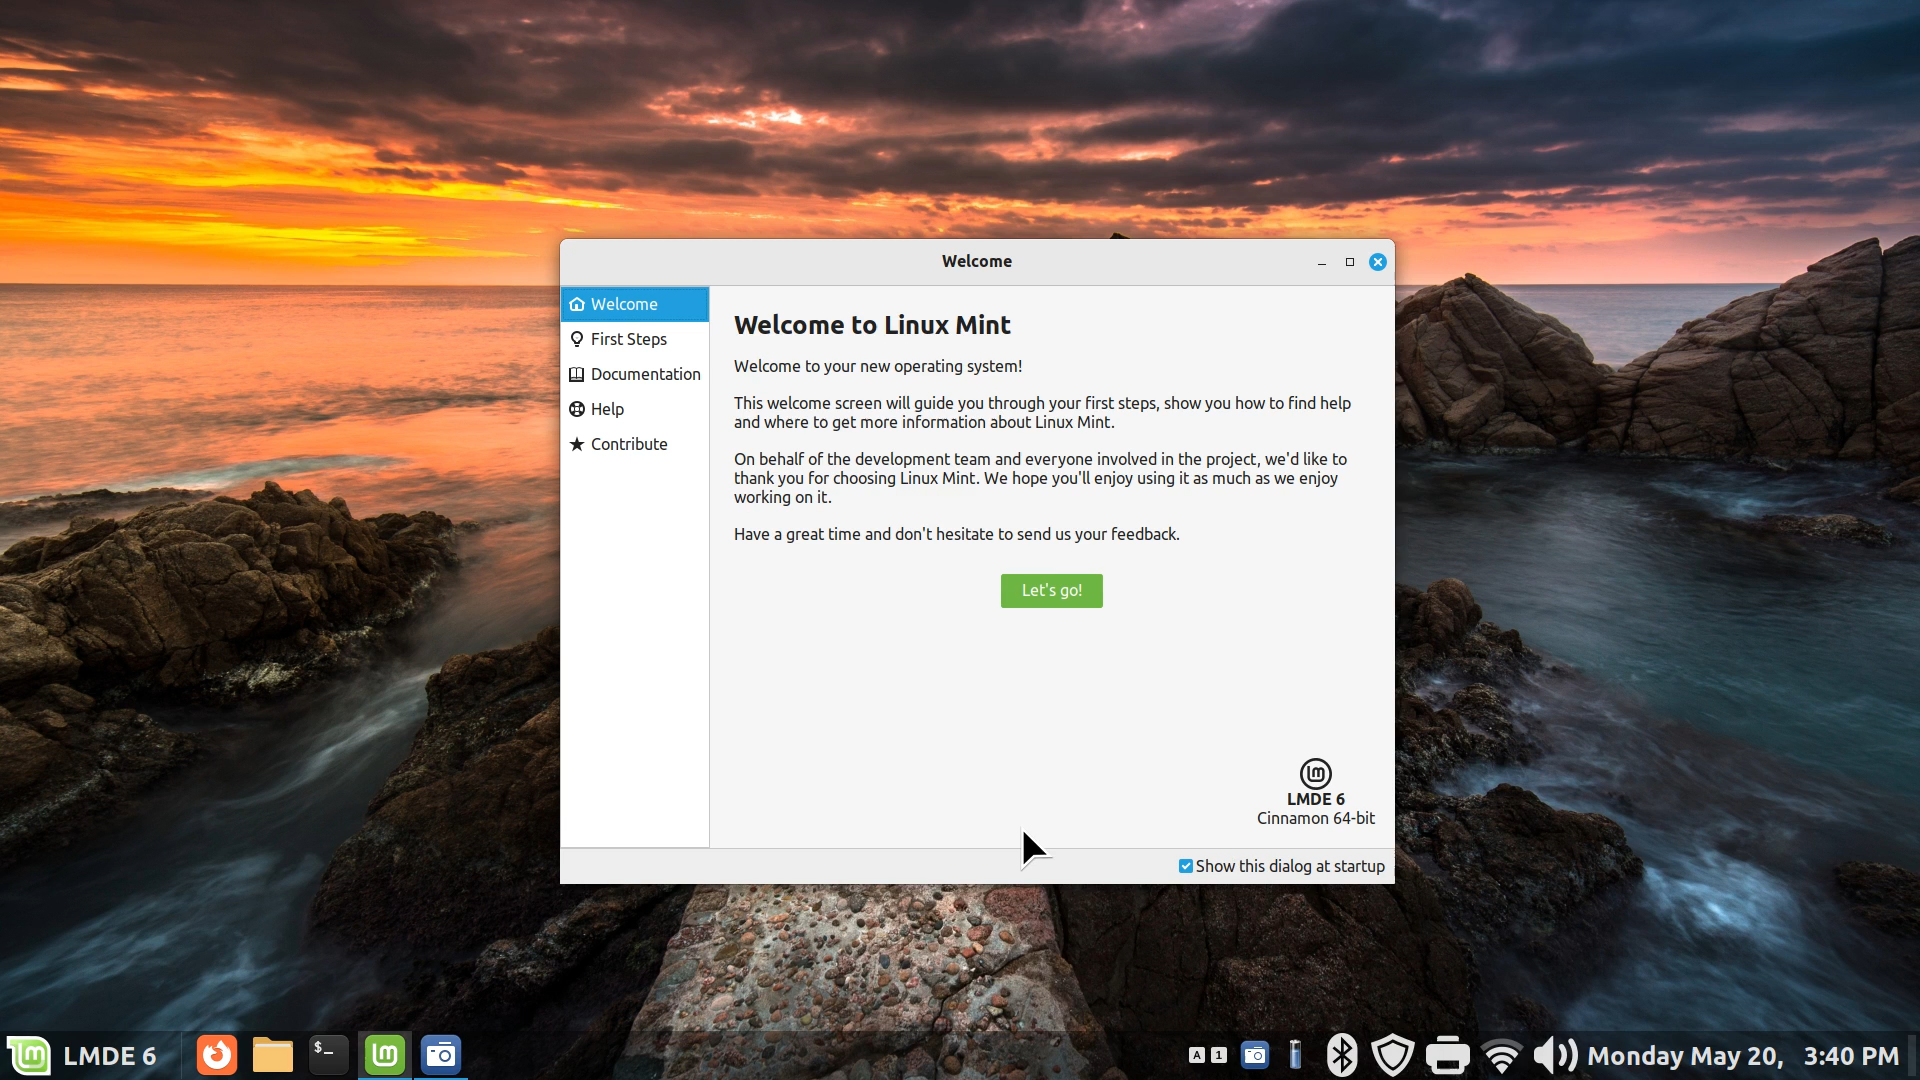 Welcome
Welcome
First Steps
Documentation
Help
Contribute
Welcome to Linux Mint
Welcome to your new operating system!
This welcome screen will guide you through your first steps, show you how to find help
and where to get more information about Linux Mint.
On behalf of the development team and everyone involved in the project, we'd like to
thank you for choosing Linux Mint. We hope you'll enjoy using it as much as we enjoy
working on it.
Have a great time and don't hesitate to send us your feedback.
Let's go!
LMDE 6
Cinnamon 64-bit
Show this dialog at startup
LMDE 6
$_
A 1
Monday May 20, 3:40 PM